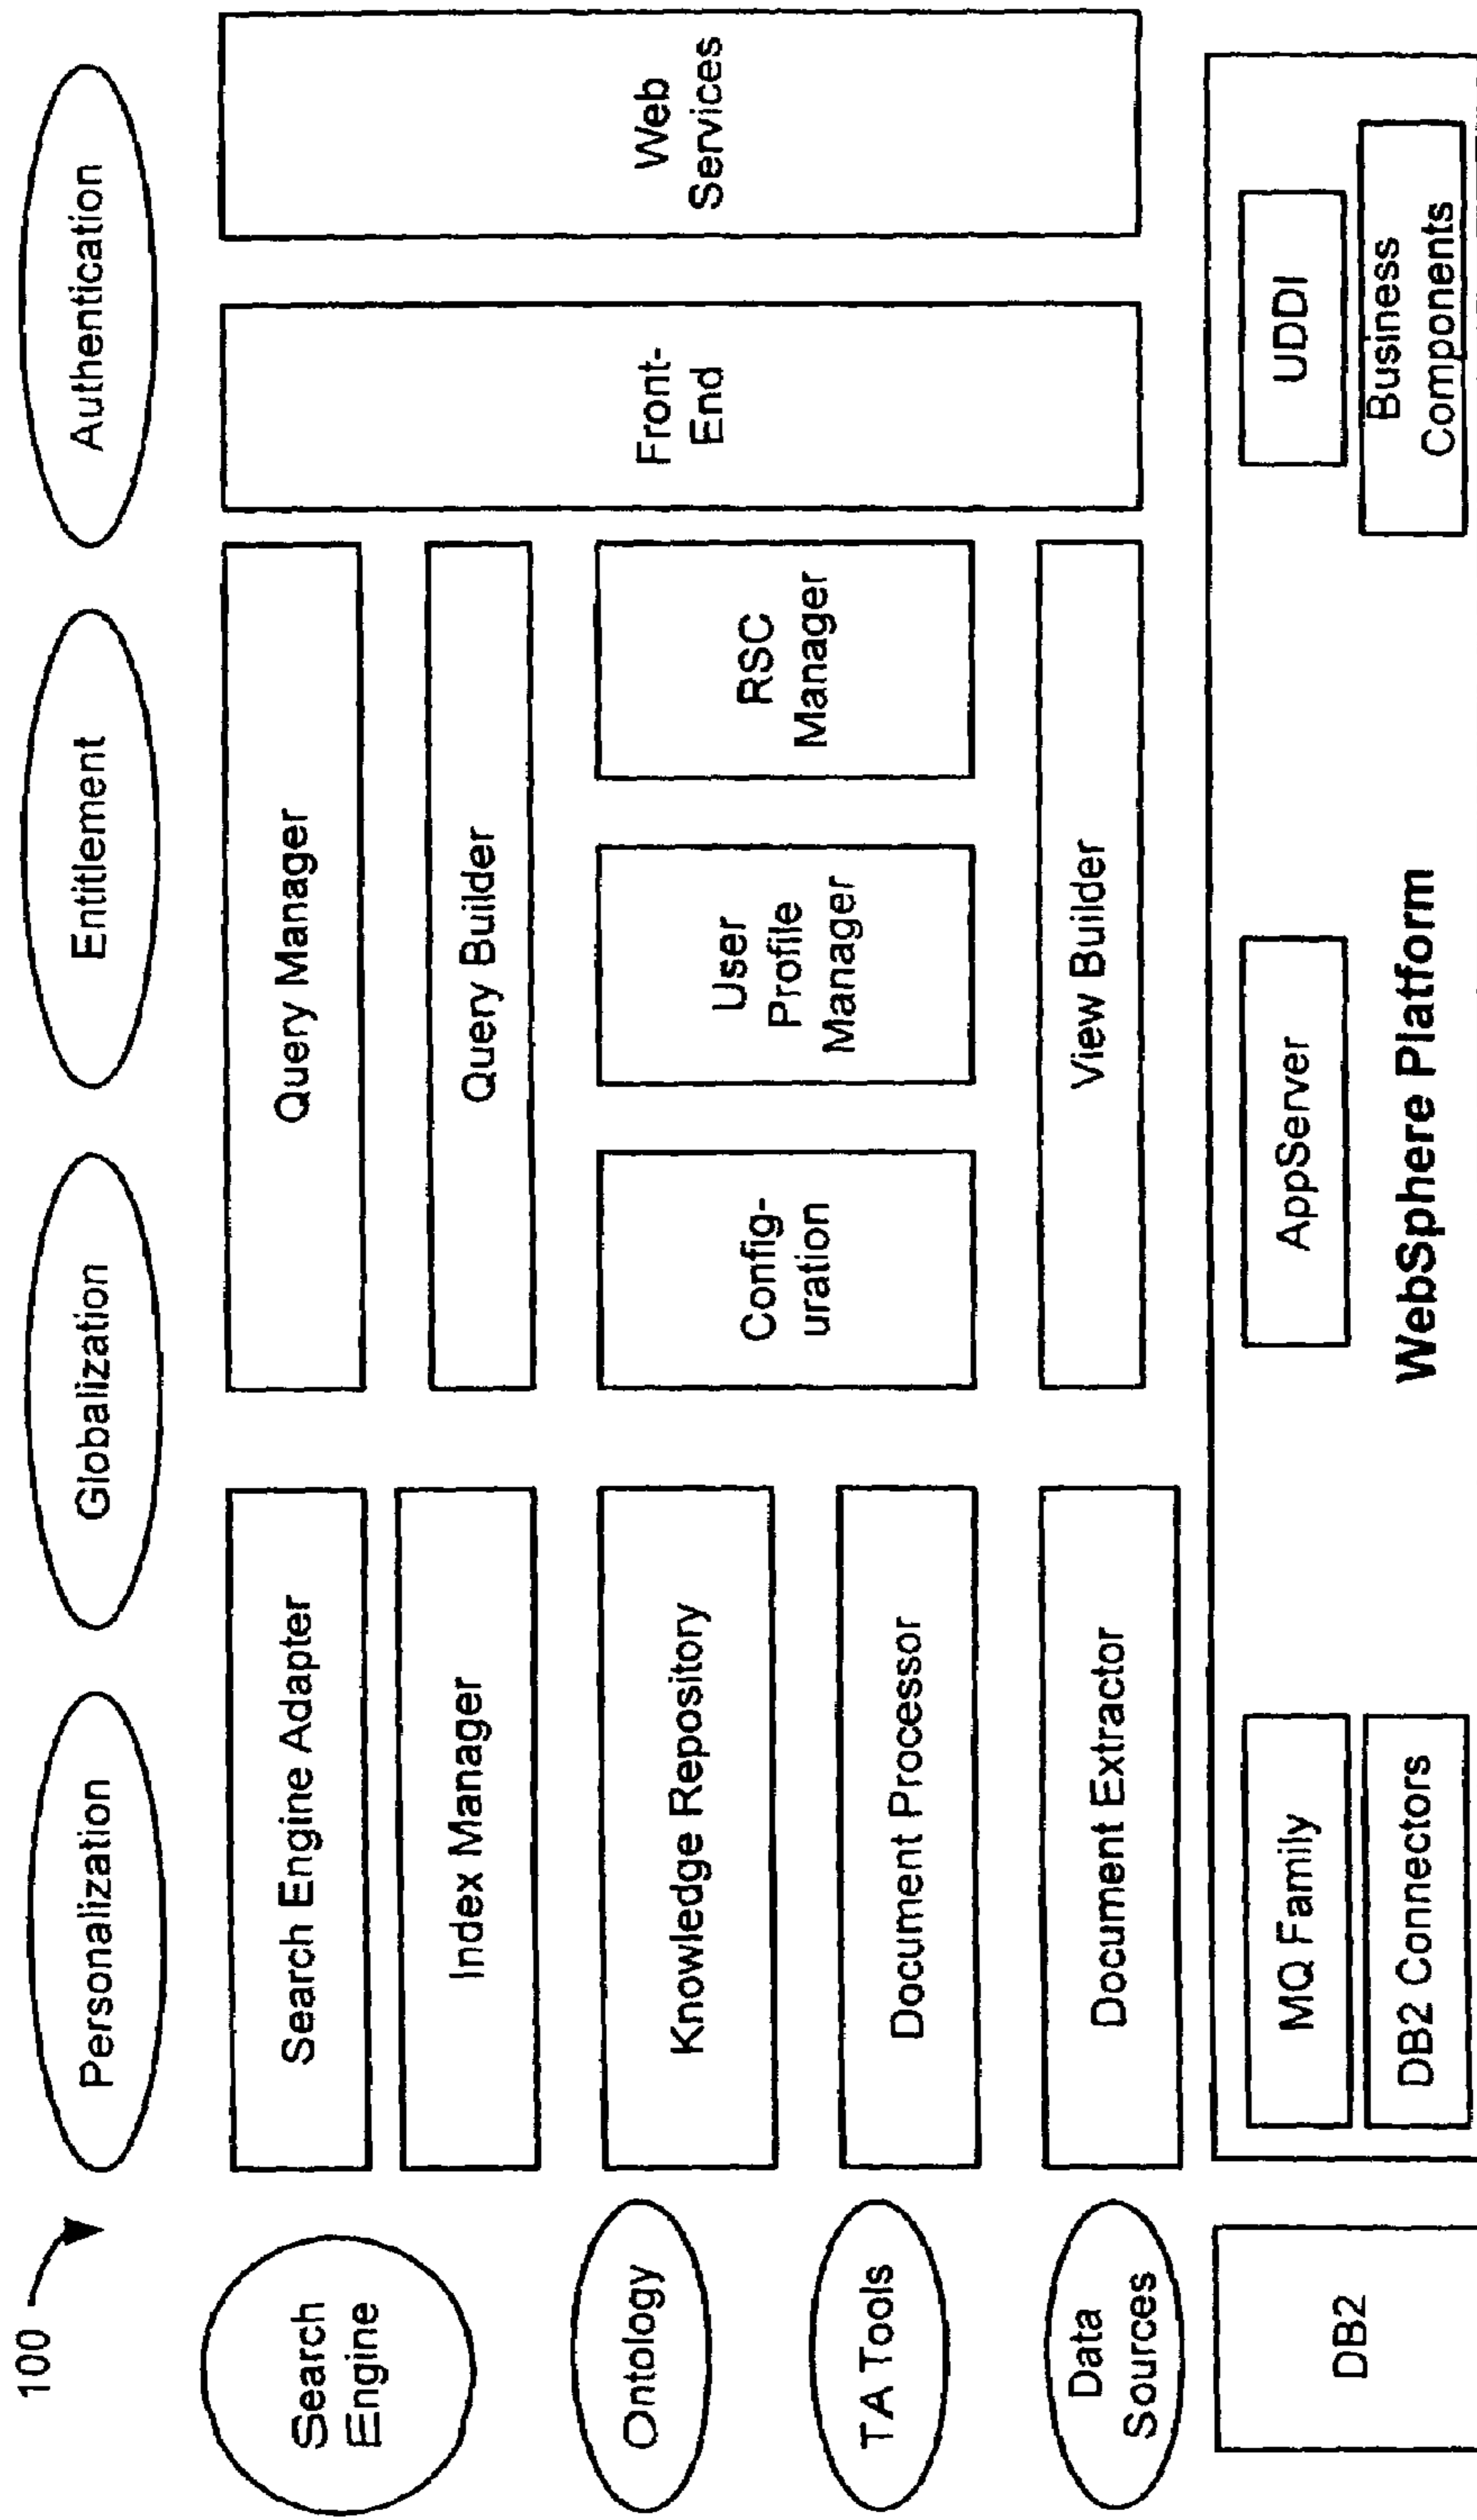 100
Personalization
Globalization
Entitlement
Authentication
Search
Engine
Search Engine Adapter
Index Manager
Query Manager
Query Builder
Front-
End
Web
Services
Ontology
Knowledge Repository
Config-
uration
User
Profile
Manager
RSC
Manager
TA Tools
Document Processor
Data
Sources
Document Extractor
View Builder
DB2
MQ Family
DB2 Connectors
AppServer
WebSphere Platform
UDDI
Business
Components